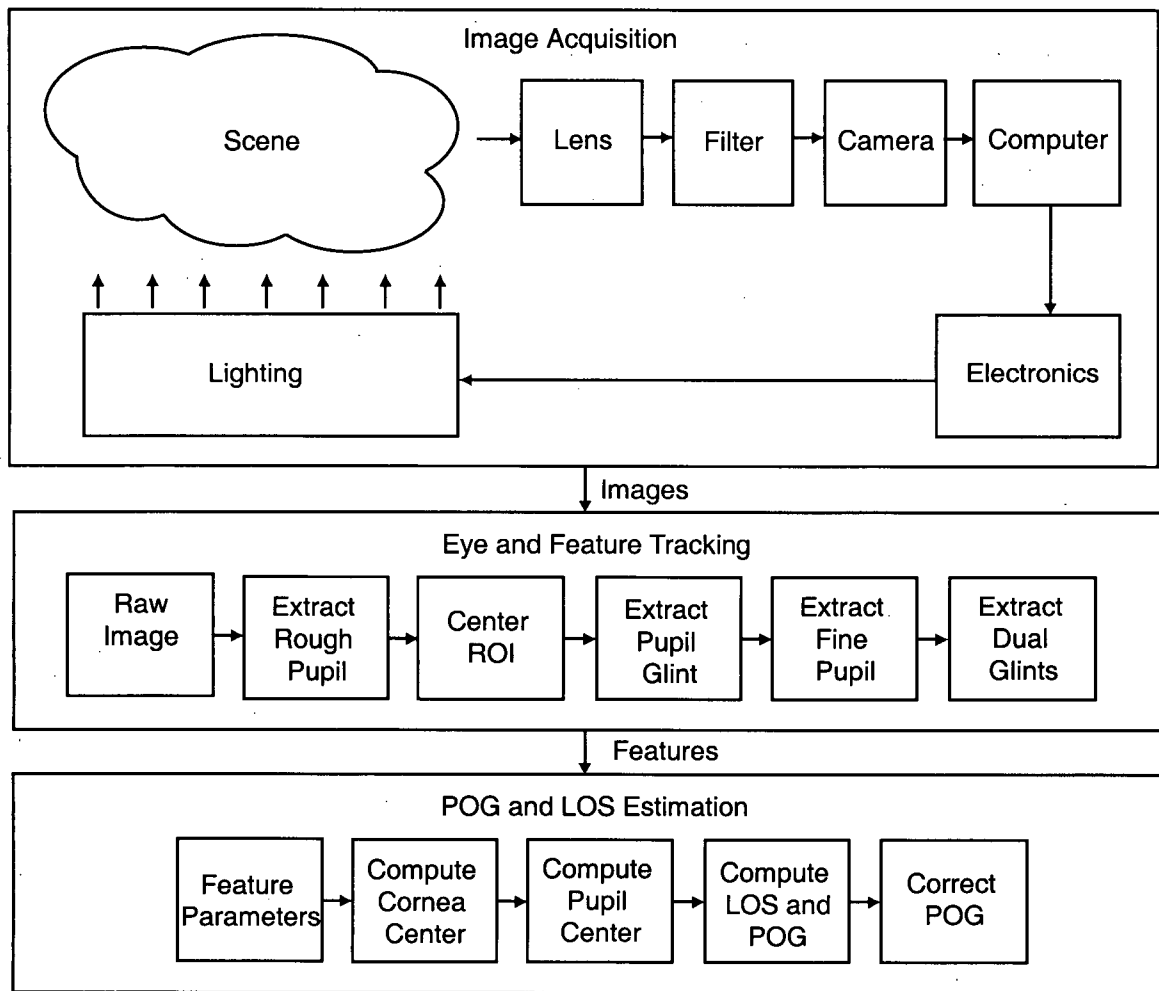 Image Acquisition
Scene
Lens
Filter
Camera
Computer
Lighting
Electronics
Images
Eye and Feature Tracking
Raw
Image
Extract
Rough
Pupil
Center
ROI
Extract
Pupil
Glint
Extract
Fine
Pupil
Extract
Dual
Glints
Features
POG and LOS Estimation
Feature
Parameters
Compute
Cornea
Center
Compute
Pupil
Center
Compute
LOS and
POG
Correct
POG